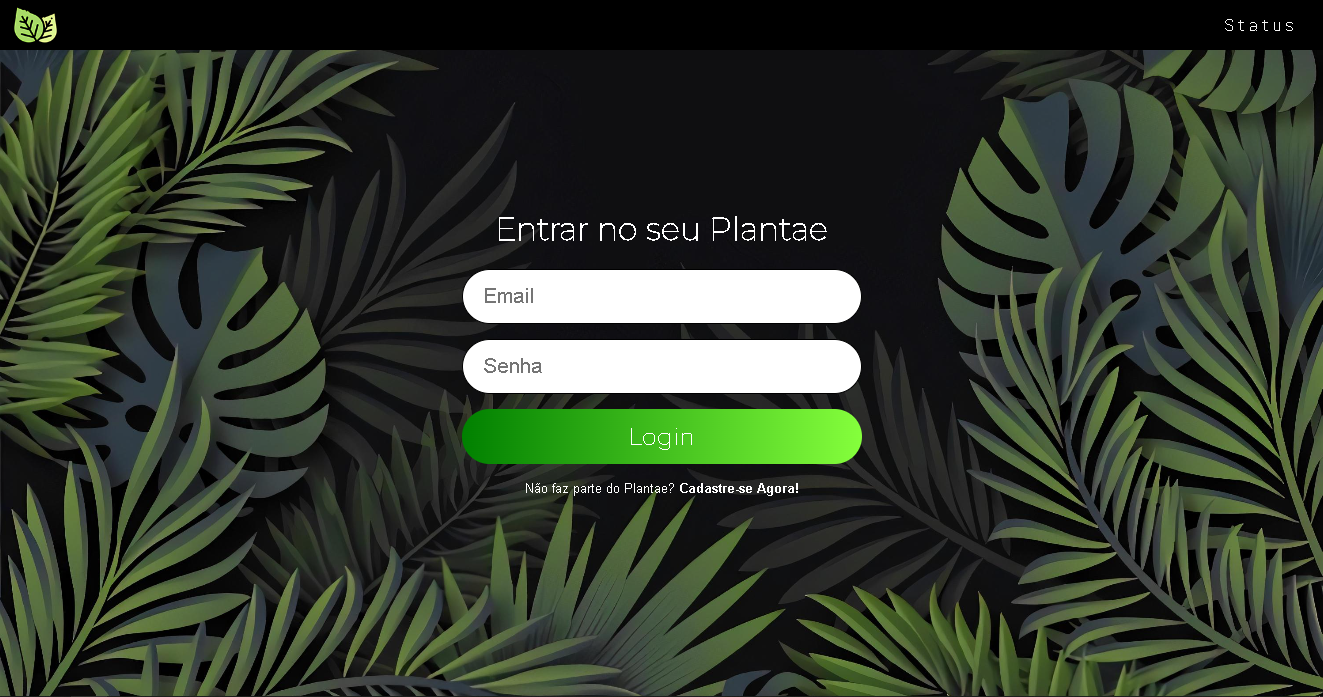 Status
Entrar no seu Plantae
Email
Senha
Login
Não faz parte do Plantae? Cadastre-se Agora!